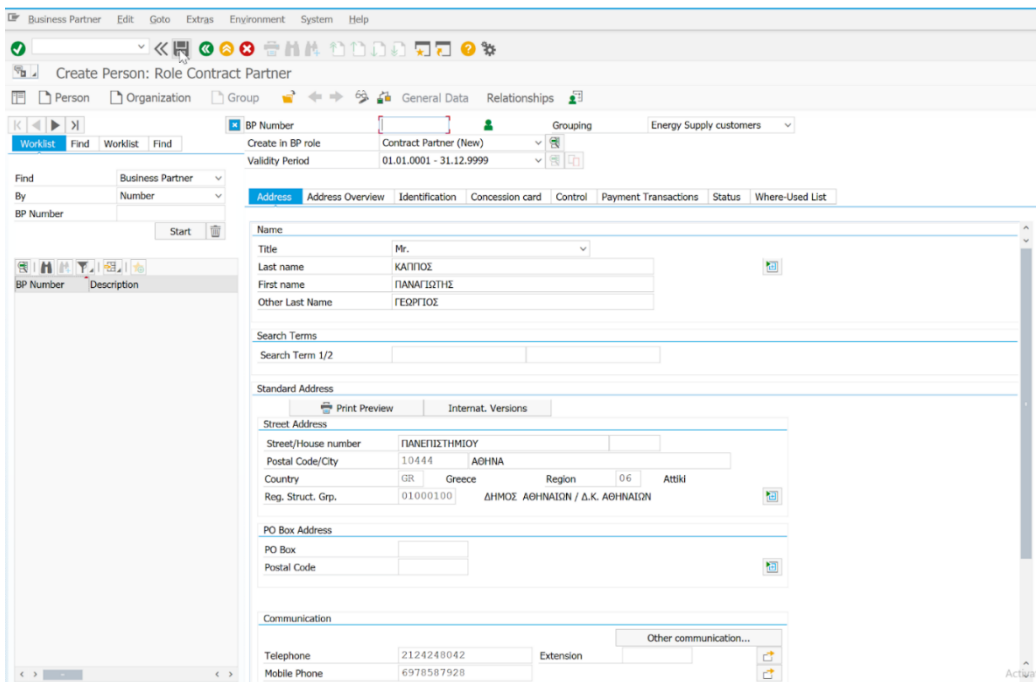 Business Partner Edit Goto Extras Environment System Help
Create Person: Role Contract Partner
Person Organization Group General Data Relationships
BP Number Grouping Energy Supply customers
Worklist Find Worklist Find
Create in BP role Contract Partner (New)
Validity Period 01.01.0001 - 31.12.9999
Find Business Partner
By Number
BP Number
Start
Address Address Overview Identification Concession card Control Payment Transactions Status Where-Used List
BP Number Description
Name
Title Mr.
Last name ΚΑΠΠΟΣ
First name ΠΑΝΑΓΙΩΤΗΣ
Other Last Name ΓΕΩΡΓΙΟΣ
Search Terms
Search Term 1/2
Standard Address
Print Preview Internat. Versions
Street Address
Street/House number ΠΑΝΕΠΙΣΤΗΜΙΟΥ
Postal Code/City 10444 ΑΘΗΝΑ
Country GR Greece Region 06 Attiki
Reg. Struct. Grp. 01000100 ΔΗΜΟΣ ΑΘΗΝΑΙΩΝ / Δ.Κ. ΑΘΗΝΑΙΩΝ
PO Box Address
PO Box
Postal Code
Communication
Other communication...
Telephone 2124248042 Extension
Mobile Phone 6978587928